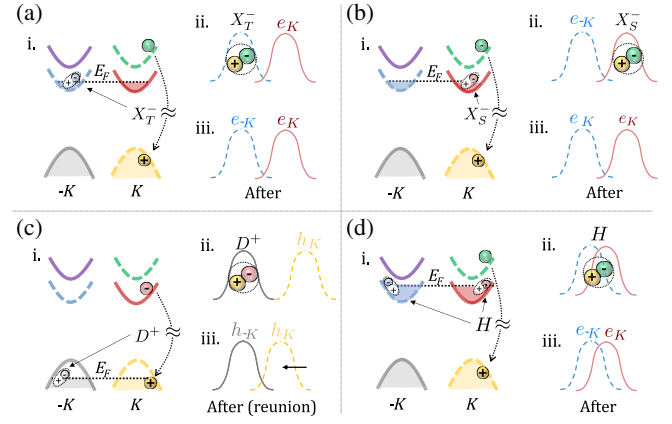 (a)
i.
E_F
X_T^-
-K
K
ii.
X_T^-
e_K
iii.
e_-K
e_K
After
(b)
i.
E_F
X_S^-
-K
K
ii.
e_-K
X_S^-
iii.
e_K
e_K
After
(c)
i.
D^+
E_F
-K
K
ii.
D^+
h_K
iii.
h_-K
h_K
After (reunion)
(d)
i.
E_F
H
-K
K
ii.
H
iii.
e_-K
e_K
After